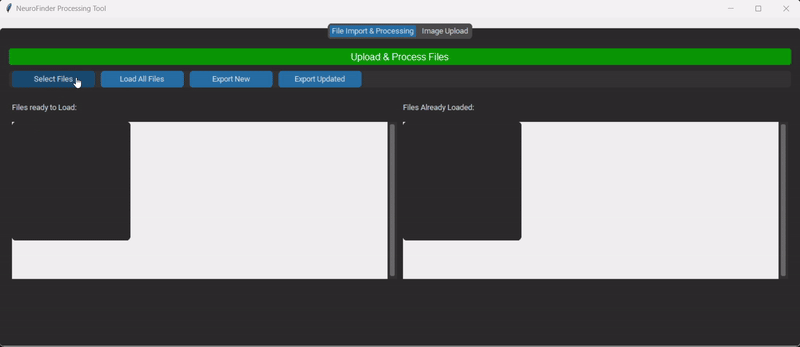 NeuroFinder Processing Tool
File Import & Processing Image Upload
Upload & Process Files
Select Files Load All Files Export New Export Updated
Files ready to Load: Files Already Loaded: